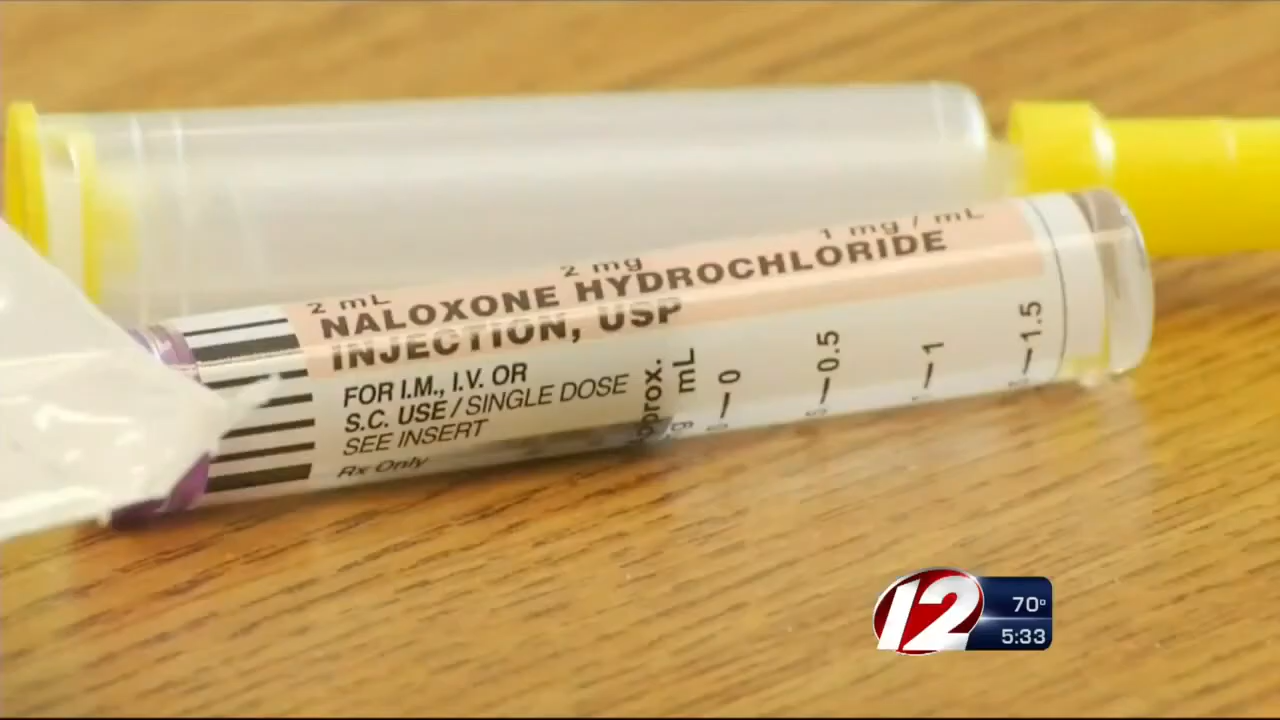 2 mL 2 mg 1 mg / mL
NALOXONE HYDROCHLORIDE
INJECTION, USP
FOR I.M., I.V. OR
S.C. USE / SINGLE DOSE
SEE INSERT
Rx Only
mL
0
0.5
1
1.5
12
70°
5:33